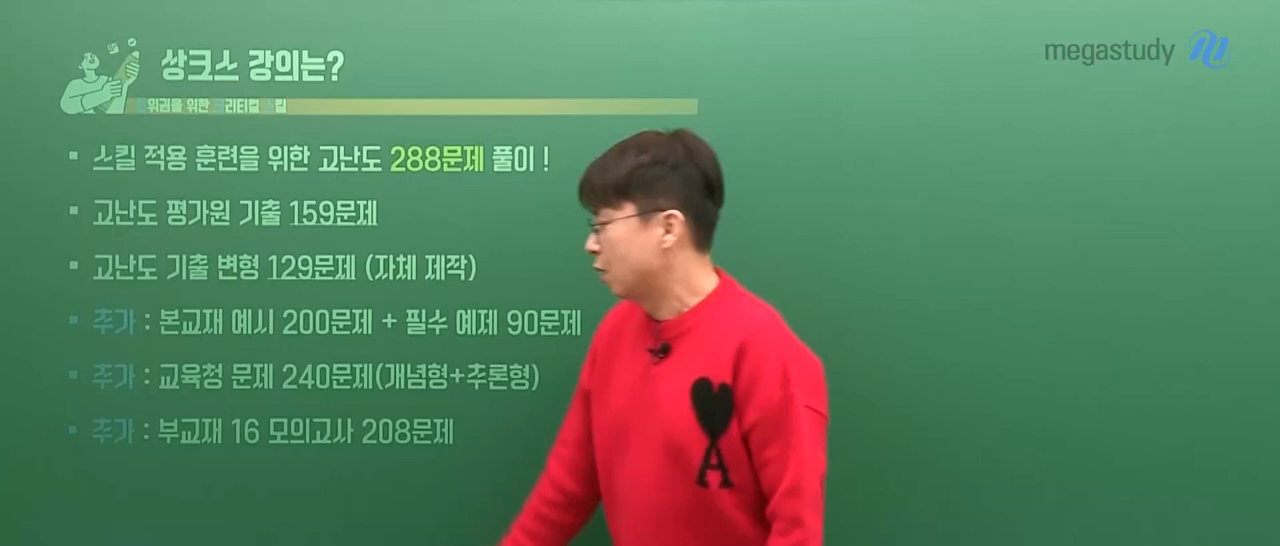 쌍크스 강의는?
megastudy
상위권을 위한 크리티컬 스킬
▪ 스킬 적용 훈련을 위한 고난도 288문제 풀이 !
▪ 고난도 평가원 기출 159문제
▪ 고난도 기출 변형 129문제 (자체 제작)
▪ 추가 : 본교재 예시 200문제 + 필수 예제 90문제
▪ 추가 : 교육청 문제 240문제(개념형+추론형)
▪ 추가 : 부교재 16 모의고사 208문제
A